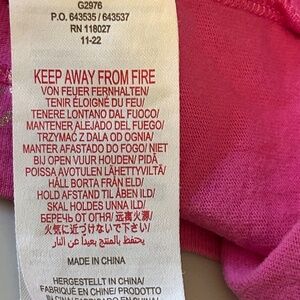 G2976
P.O. 643535 / 643537
RN 118027
11-22
KEEP AWAY FROM FIRE
VON FEUER FERNHALTEN/
TENIR ÉLOIGNÉ DU FEU/
TENERE LONTANO DAL FUOCO/
MANTENER ALEJADO DEL FUEGO/
TRZYMAĆ Z DALA OD OGNIA/
MANTER AFASTADO DO FOGO/ NIET
BIJ OPEN VUUR HOUDEN/ PIDÄ
POISSA AVOTULEN LÄHETTYVILTÄ/
HÅLL BORTA FRÅN ELD/
HOLD AFSTAND TIL ÅBEN ILD/
SKAL HOLDES UNNA ILD/
БЕРЕЧЬ ОТ ОГНЯ/ 远离火源/
火気に近づけないで下さい/
يحتفظ بالمنتج بعيدا عن النار
MADE IN CHINA
HERGESTELLT IN CHINA/
FABRIQUÉ EN CHINE/ PRODOTTO